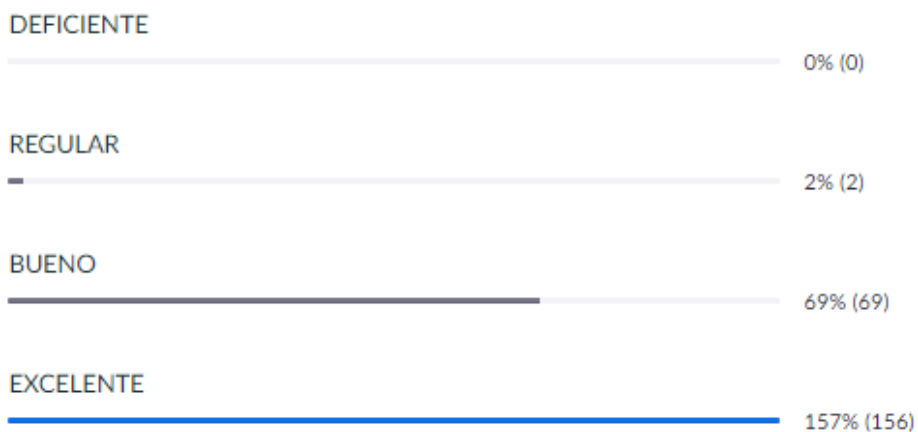 DEFICIENTE
0% (0)
REGULAR
2% (2)
BUENO
69% (69)
EXCELENTE
157% (156)